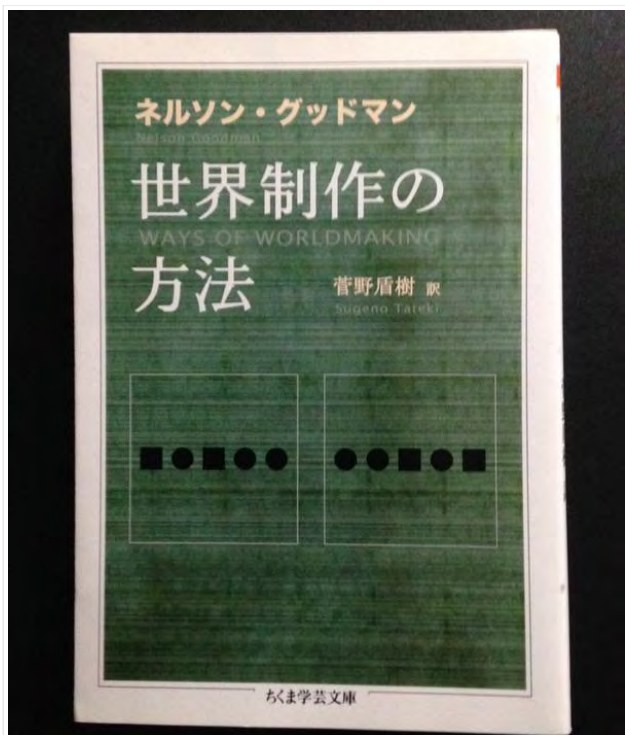 ネルソン・グッドマン
Nelson Goodman
世界制作の
WAYS OF WORLDMAKING
方法
菅野盾樹 訳
Sugeno Tateki
ちくま学芸文庫